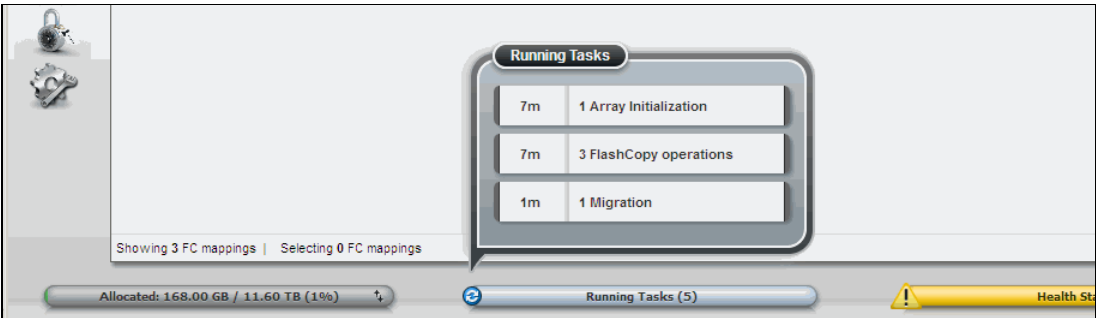 Running Tasks
7m 1 Array Initialization
7m 3 FlashCopy operations
1m 1 Migration
Showing 3 FC mappings | Selecting 0 FC mappings
Allocated: 168.00 GB / 11.60 TB (1%) Running Tasks (5) Health Sta